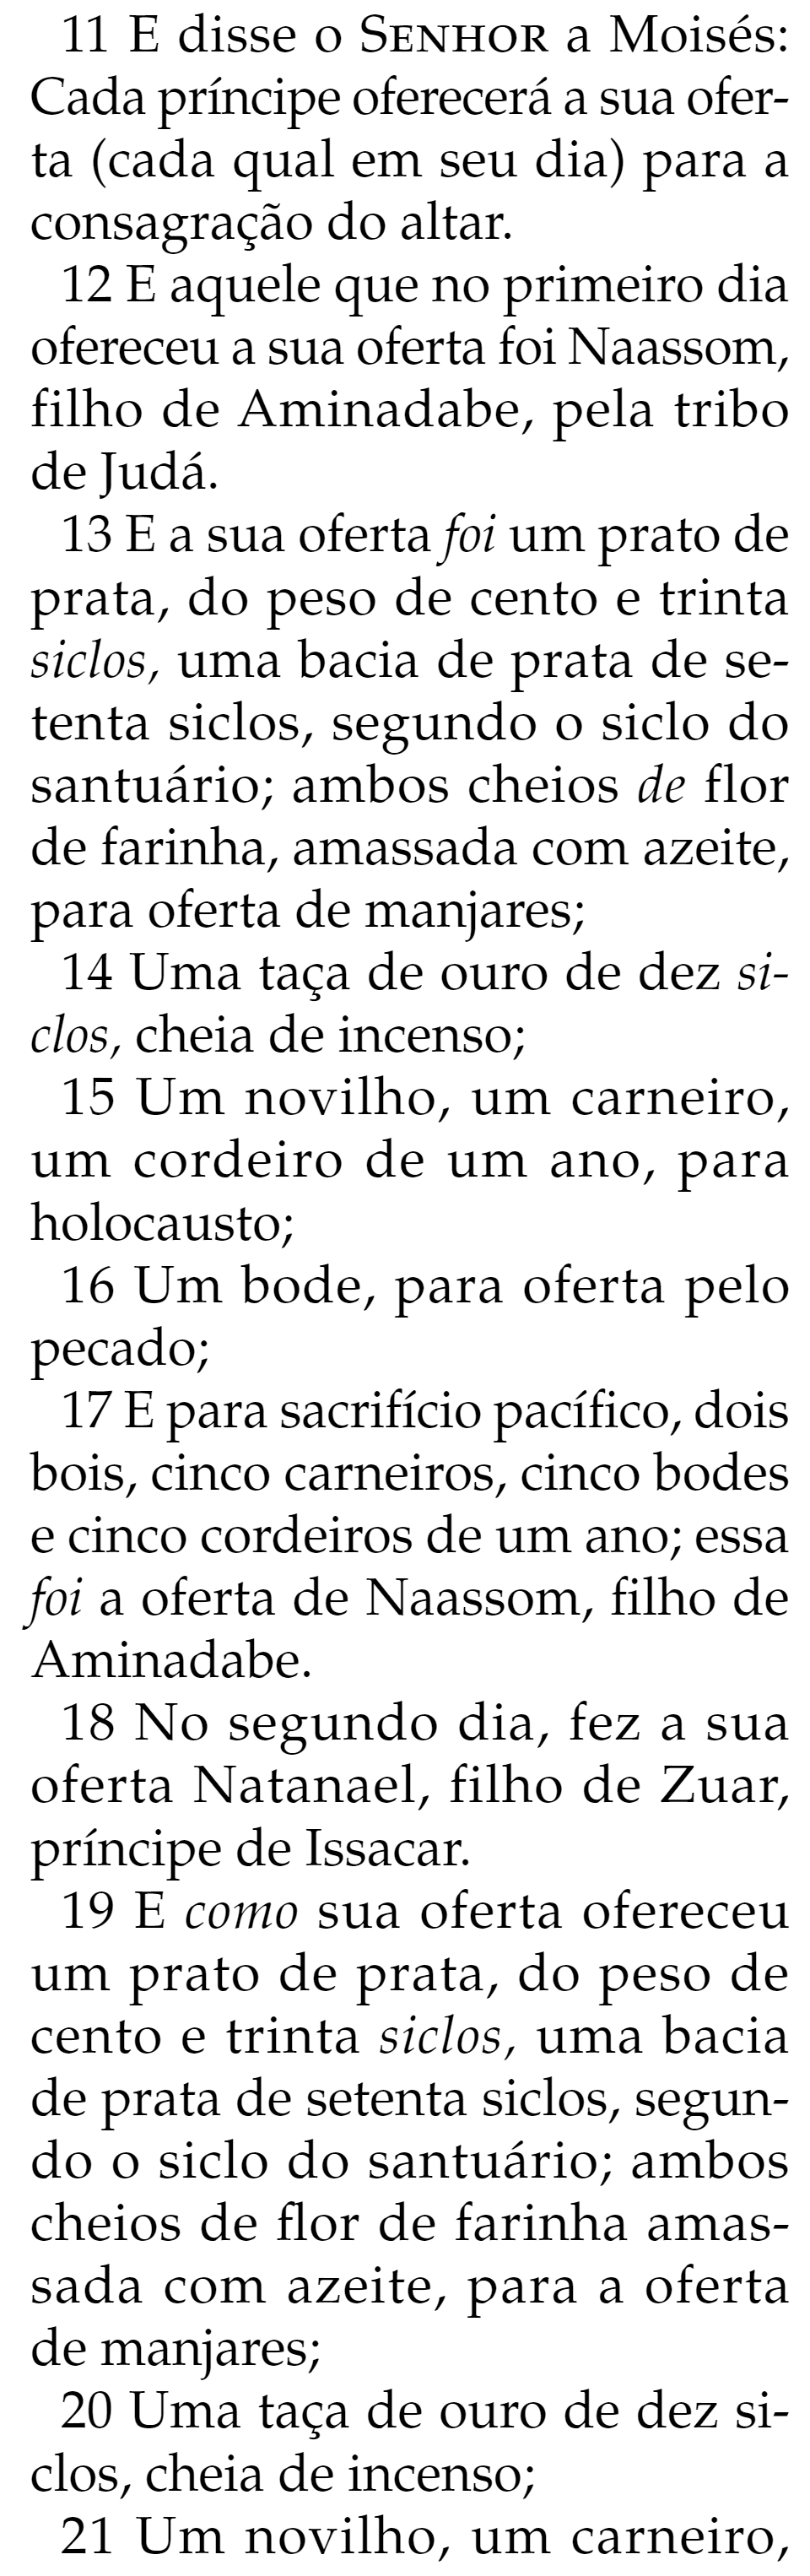 11 E disse o SENHOR a Moisés:
Cada príncipe oferecerá a sua ofer-
ta (cada qual em seu dia) para a
consagração do altar.
12 E aquele que no primeiro dia
ofereceu a sua oferta foi Naassom,
filho de Aminadabe, pela tribo
de Judá.
13 E a sua oferta foi um prato de
prata, do peso de cento e trinta
siclos, uma bacia de prata de se-
tenta siclos, segundo o siclo do
santuário; ambos cheios de flor
de farinha, amassada com azeite,
para oferta de manjares;
14 Uma taça de ouro de dez si-
clos, cheia de incenso;
15 Um novilho, um carneiro,
um cordeiro de um ano, para
holocausto;
16 Um bode, para oferta pelo
pecado;
17 E para sacrifício pacífico, dois
bois, cinco carneiros, cinco bodes
e cinco cordeiros de um ano; essa
foi a oferta de Naassom, filho de
Aminadabe.
18 No segundo dia, fez a sua
oferta Natanael, filho de Zuar,
príncipe de Issacar.
19 E como sua oferta ofereceu
um prato de prata, do peso de
cento e trinta siclos, uma bacia
de prata de setenta siclos, segun-
do o siclo do santuário; ambos
cheios de flor de farinha amas-
sada com azeite, para a oferta
de manjares;
20 Uma taça de ouro de dez si-
clos, cheia de incenso;
21 Um novilho, um carneiro,